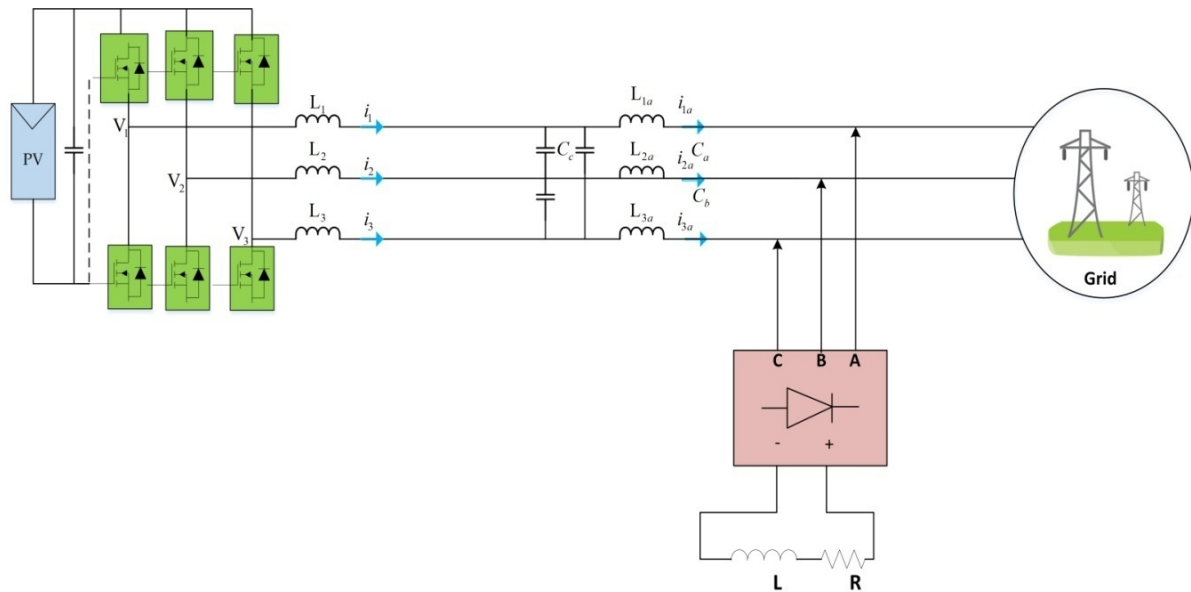 PV
V1
V2
V3
L1
i1
L2
i2
L3
i3
Cc
L1a
i1a
Ca
L2a
i2a
Cb
L3a
i3a
Grid
C B A
- +
L R